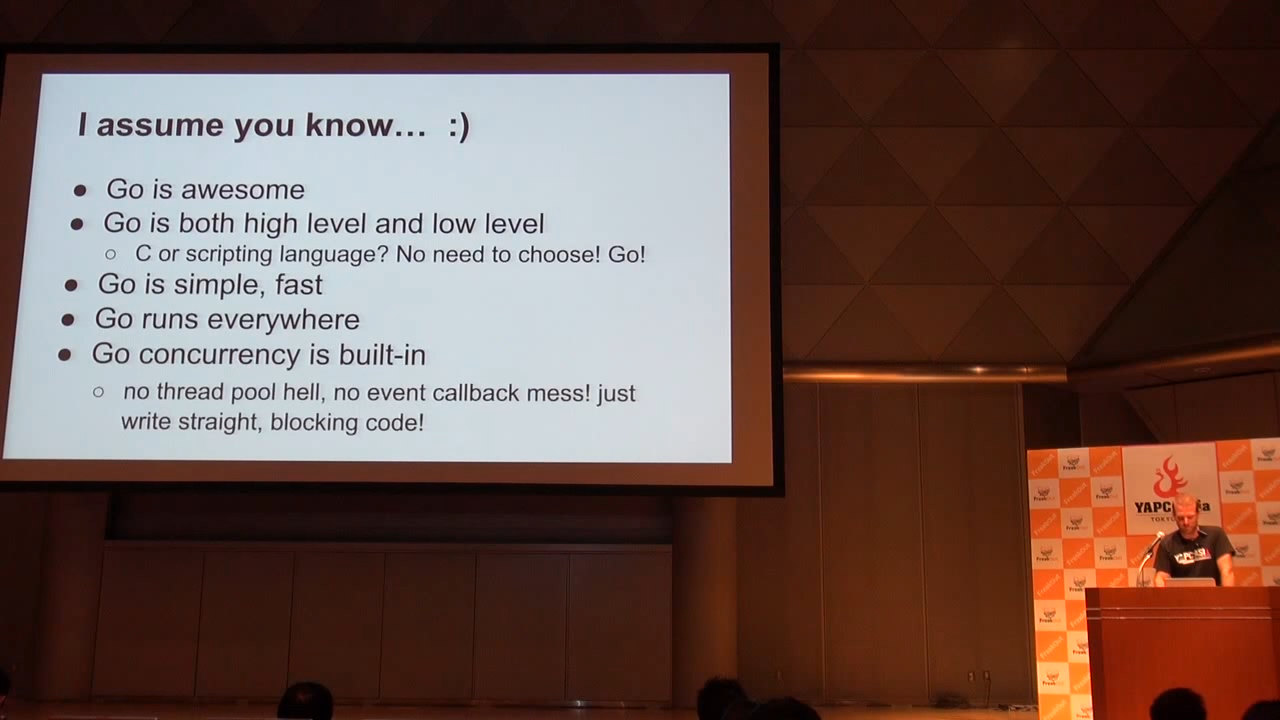 I assume you know… :)
● Go is awesome
● Go is both high level and low level
○ C or scripting language? No need to choose! Go!
● Go is simple, fast
● Go runs everywhere
● Go concurrency is built-in
○ no thread pool hell, no event callback mess! just
write straight, blocking code!
YAPC
TOKYO
FreakOut